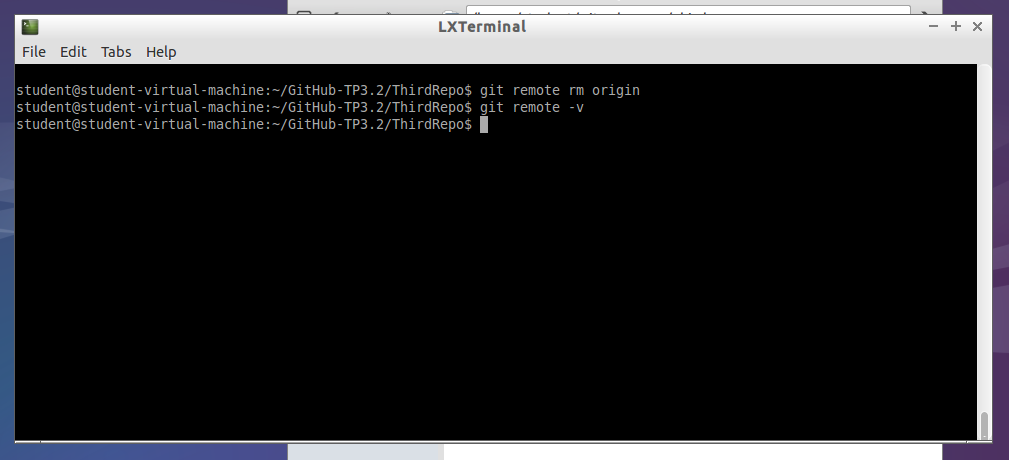 LXTerminal
File Edit Tabs Help
student@student-virtual-machine:~/GitHub-TP3.2/ThirdRepo$ git remote rm origin
student@student-virtual-machine:~/GitHub-TP3.2/ThirdRepo$ git remote -v
student@student-virtual-machine:~/GitHub-TP3.2/ThirdRepo$